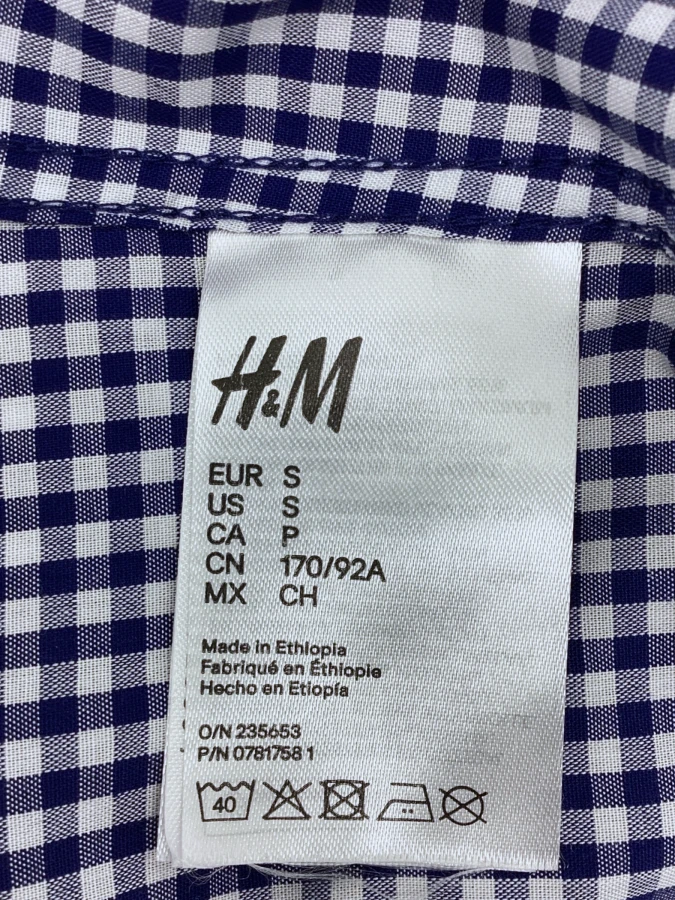 H&M
EUR S
US S
CA P
CN 170/92A
MX CH
Made in Ethiopia
Fabriqué en Éthiopie
Hecho en Etiopía
O/N 235653
P/N 0781758 1
40